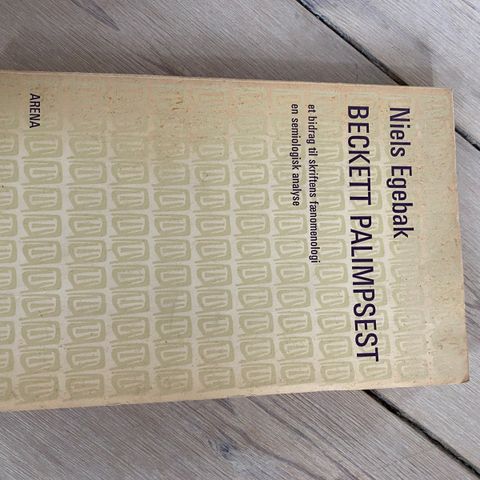 Niels Egebak
BECKETT PALIMPSEST
et bidrag til skriftens fænomenologi
en semiologisk analyse
ARENA